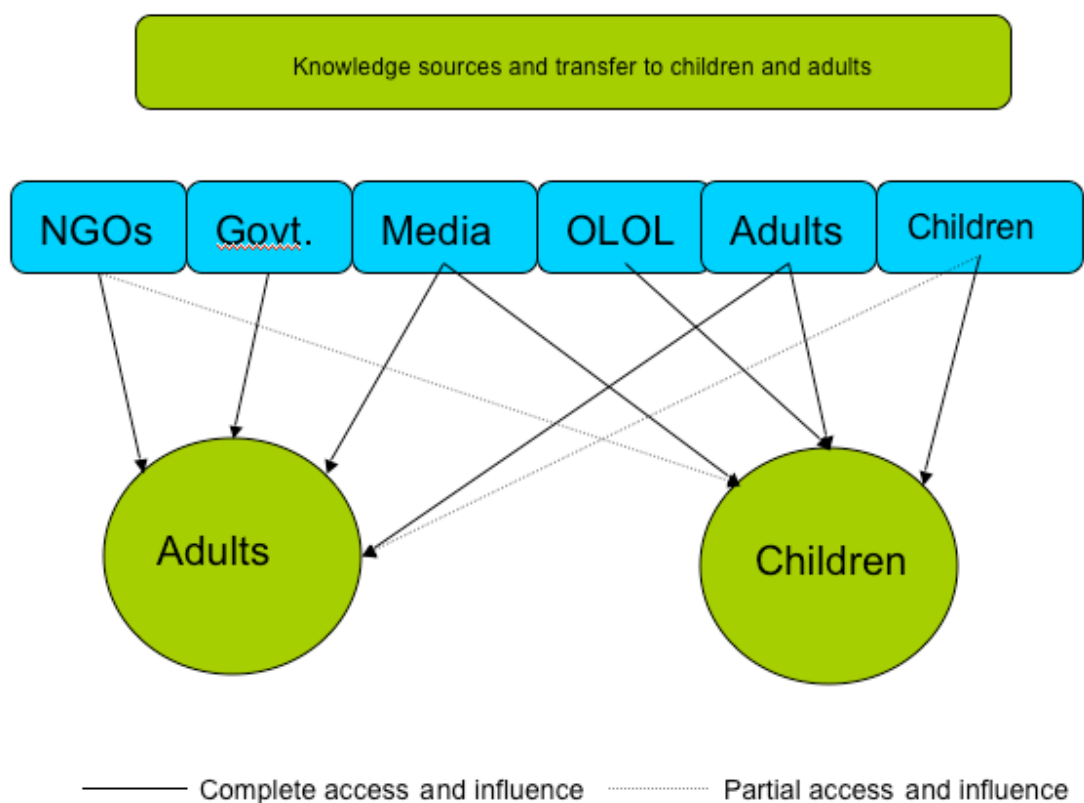 Knowledge sources and transfer to children and adults
NGOs Govt. Media OLOL Adults Children
Adults Children
Complete access and influence Partial access and influence